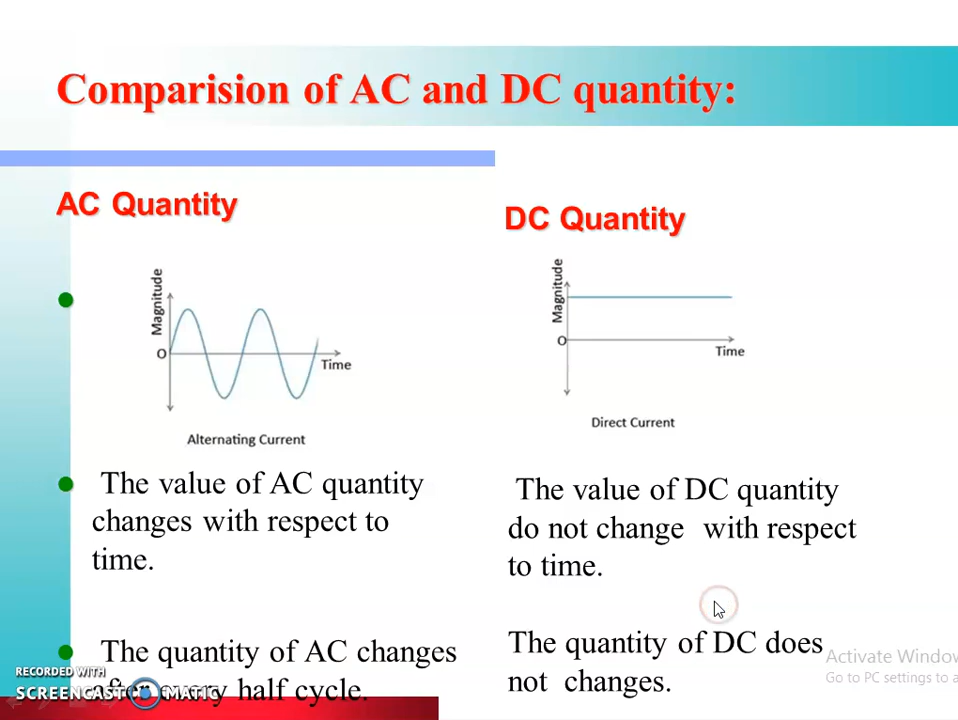 Comparision of AC and DC quantity:
AC Quantity
Magnitude
O
Time
Alternating Current
The value of AC quantity
changes with respect to
time.
The quantity of AC changes
after every half cycle.
DC Quantity
Magnitude
O
Time
Direct Current
The value of DC quantity
do not change with respect
to time.
The quantity of DC does
not changes.
RECORDED WITH
SCREENCAST MATIC
Activate Window
Go to PC settings to a